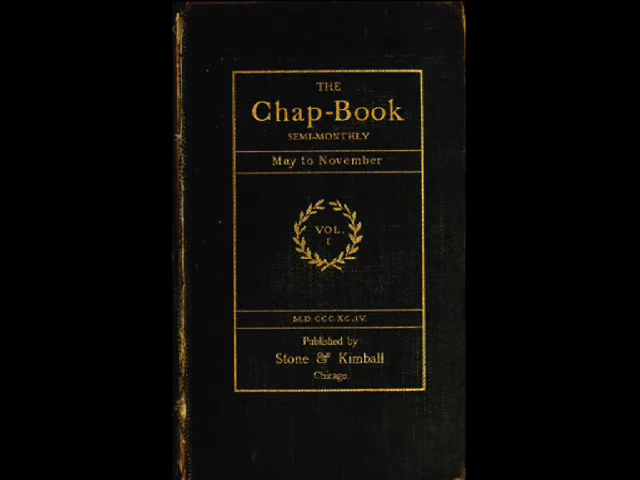 THE
Chap-Book
SEMI-MONTHLY
May to November
VOL.
I
M.D.CCC.XC.IV.
Published by
Stone & Kimball
Chicago.